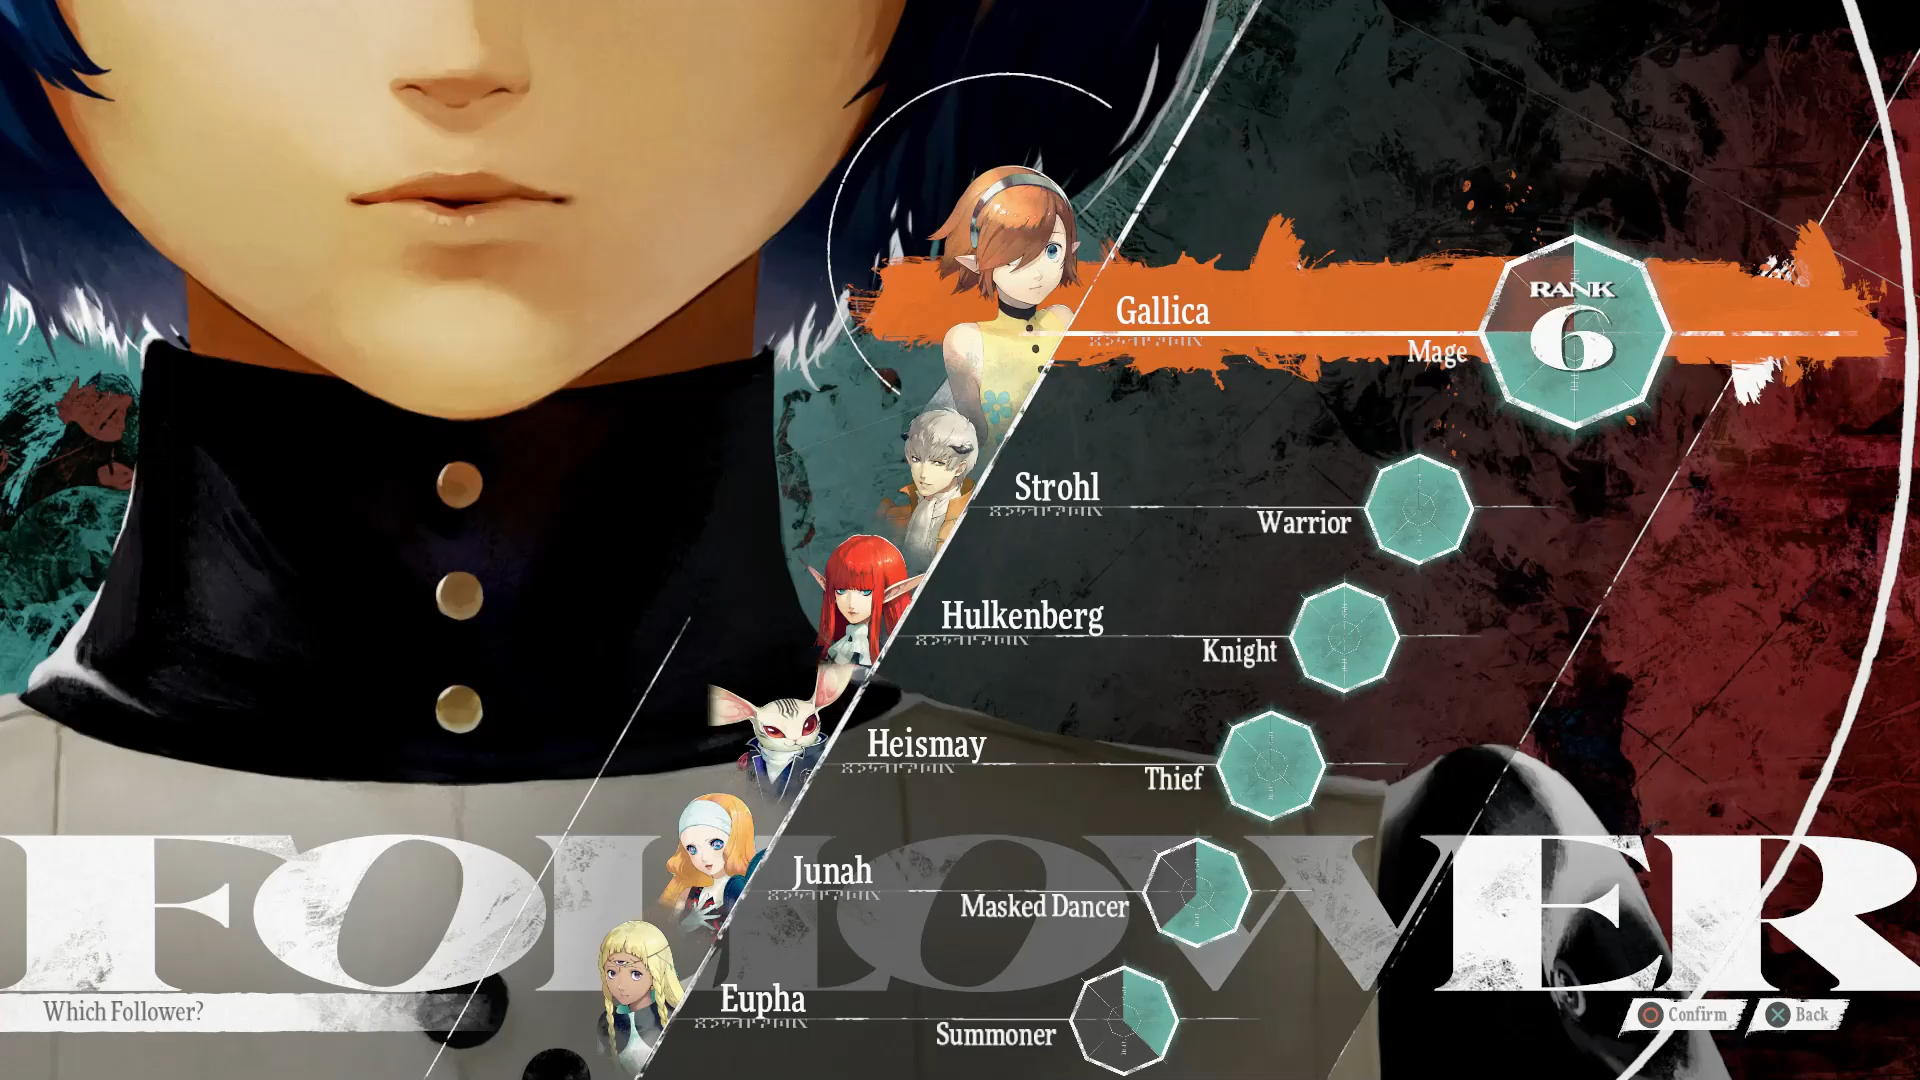 Gallica
RANK
6
Mage
Strohl
Warrior
Hulkenberg
Knight
Heismay
Thief
FOLLOWER
Junah
Masked Dancer
Eupha
Summoner
Which Follower?
Confirm
Back